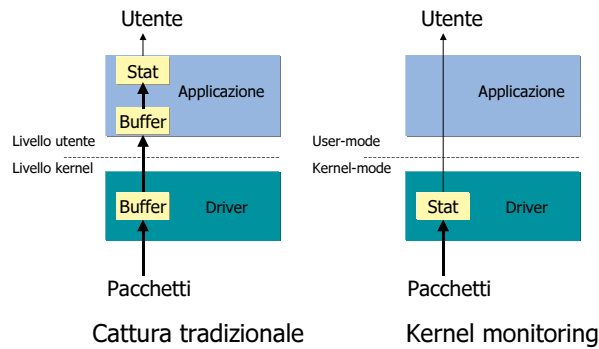 Utente
Stat
Applicazione
Buffer
Livello utente
Livello kernel
Buffer
Driver
Pacchetti
Cattura tradizionale
Utente
Applicazione
User-mode
Kernel-mode
Stat
Driver
Pacchetti
Kernel monitoring